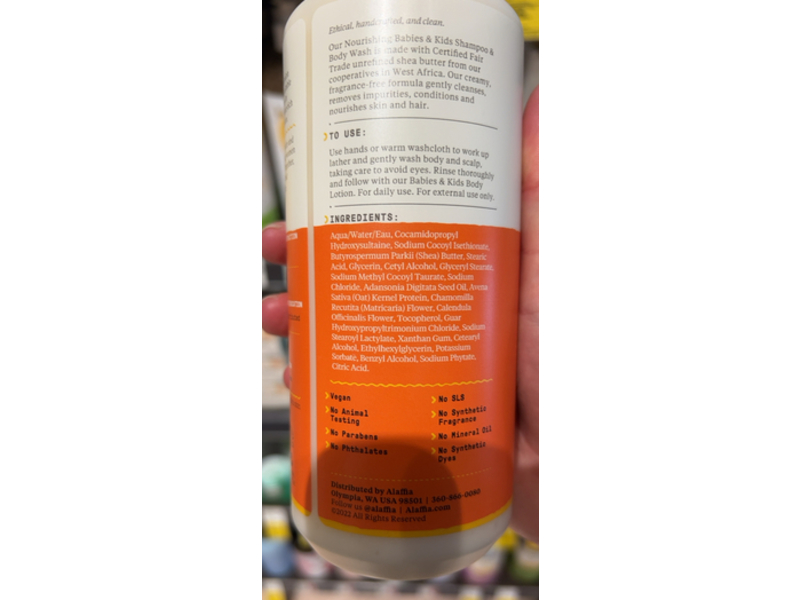 Ethical, handcrafted, and clean.
Our Nourishing Babies & Kids Shampoo &
Body Wash is made with Certified Fair
Trade unrefined shea butter from our
cooperatives in West Africa. Our creamy,
fragrance-free formula gently cleanses,
removes impurities, conditions and
nourishes skin and hair.
TO USE:
Use hands or warm washcloth to work up
lather and gently wash body and scalp,
taking care to avoid eyes. Rinse thoroughly
and follow with our Babies & Kids Body
Lotion. For daily use. For external use only.
INGREDIENTS:
Aqua/Water/Eau, Cocamidopropyl
Hydroxysultaine, Sodium Cocoyl Isethionate,
Butyrospermum Parkii (Shea) Butter, Stearic
Acid, Glycerin, Cetyl Alcohol, Glyceryl Stearate,
Sodium Methyl Cocoyl Taurate, Sodium
Chloride, Adansonia Digitata Seed Oil, Avena
Sativa (Oat) Kernel Protein, Chamomilla
Recutita (Matricaria) Flower, Calendula
Officinalis Flower, Tocopherol, Guar
Hydroxypropyltrimonium Chloride, Sodium
Stearoyl Lactylate, Xanthan Gum, Cetearyl
Alcohol, Ethylhexylglycerin, Potassium
Sorbate, Benzyl Alcohol, Sodium Phytate,
Citric Acid.
Vegan
No Animal
Testing
No Parabens
No Phthalates
No SLS
No Synthetic
Fragrance
No Mineral Oil
No Synthetic
Dyes
Distributed by Alaffia
Olympia, WA USA 98501 | 360-866-0080
Follow us @alaffia | Alaffia.com
©2022 All Rights Reserved